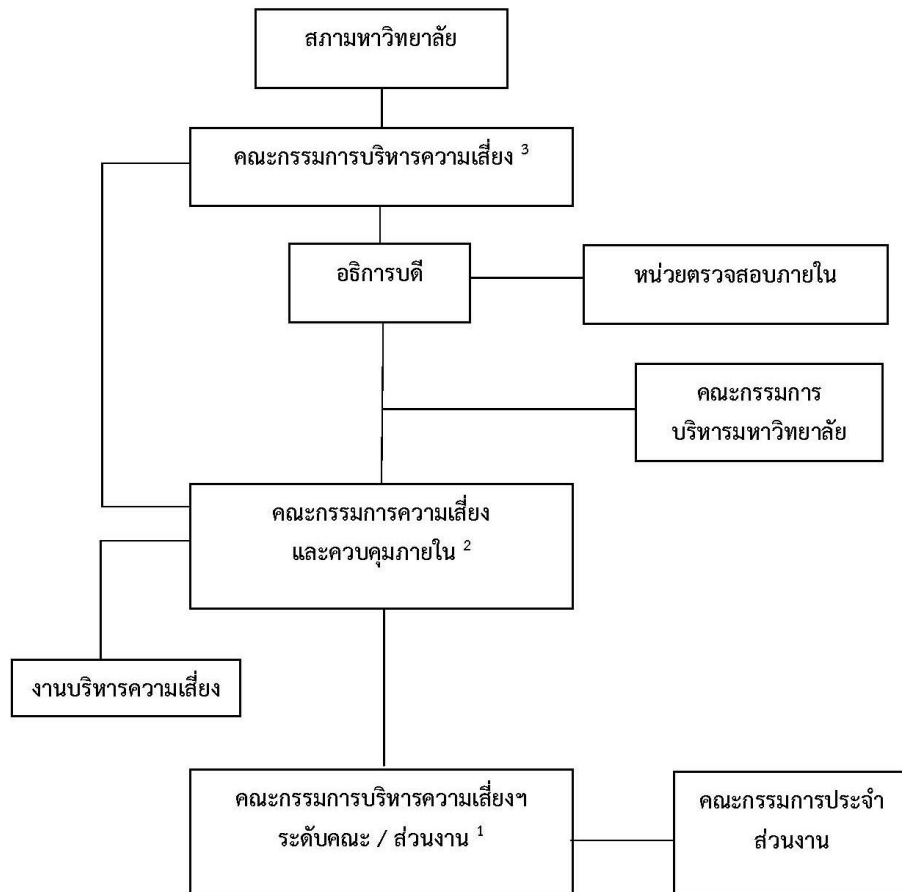 สภามหาวิทยาลัย
คณะกรรมการบริหารความเสี่ยง ³
อธิการบดี
หน่วยตรวจสอบภายใน
คณะกรรมการ
บริหารมหาวิทยาลัย
คณะกรรมการความเสี่ยง
และควบคุมภายใน ²
งานบริหารความเสี่ยง
คณะกรรมการบริหารความเสี่ยงฯ
ระดับคณะ / ส่วนงาน ¹
คณะกรรมการประจำ
ส่วนงาน